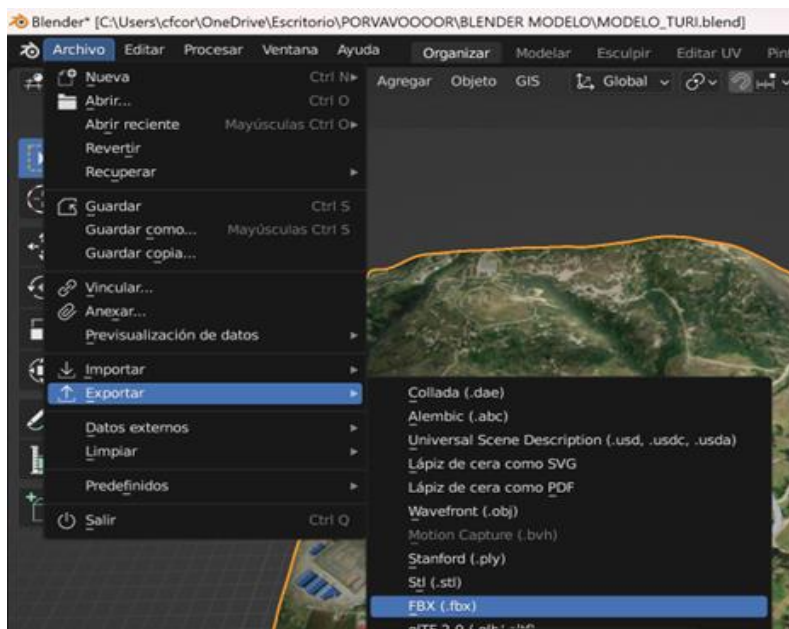 Blender* [C:\Users\cfcor\OneDrive\Escritorio\PORVAVOOOOR\BLENDER MODELO\MODELO_TURI.blend]
Archivo Editar Procesar Ventana Ayuda Organizar Modelar Esculpir Editar UV Pin
Agregar Objeto GIS Global
Nueva Ctrl N
Abrir... Ctrl O
Abrir reciente Mayúsculas Ctrl O
Revertir
Recuperar
Guardar Ctrl S
Guardar como... Mayúsculas Ctrl S
Guardar copia...
Vincular...
Anexar...
Previsualización de datos
Importar
Exportar
Datos externos
Limpiar
Predefinidos
Salir Ctrl Q
Collada (.dae)
Alembic (.abc)
Universal Scene Description (.usd, .usdc, .usda)
Lápiz de cera como SVG
Lápiz de cera como PDF
Wavefront (.obj)
Motion Capture (.bvh)
Stanford (.ply)
Stl (.stl)
FBX (.fbx)